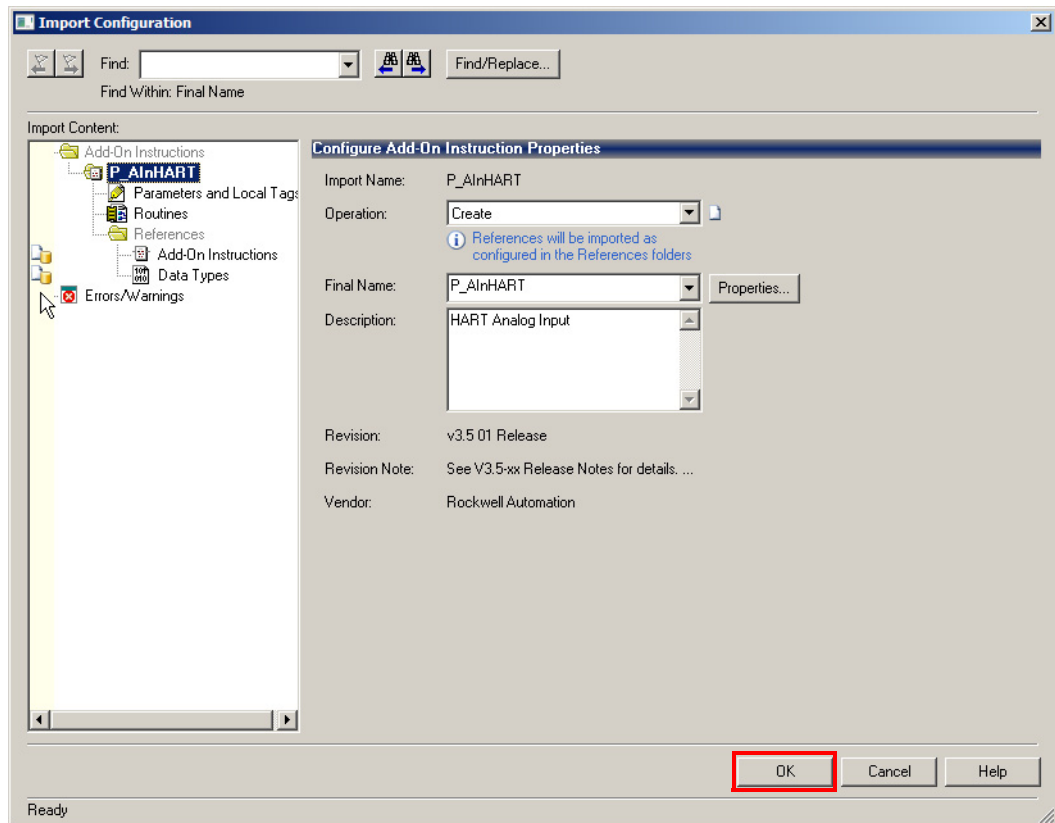 Import Configuration
Find:
Find/Replace...
Find Within: Final Name
Import Content:
Add-On Instructions
P_AInHART
Parameters and Local Tags
Routines
References
Add-On Instructions
Data Types
Errors/Warnings
Configure Add-On Instruction Properties
Import Name: P_AInHART
Operation: Create
References will be imported as
configured in the References folders
Final Name: P_AInHART Properties...
Description: HART Analog Input
Revision: v3.5 01 Release
Revision Note: See V3.5-xx Release Notes for details. ...
Vendor: Rockwell Automation
OK Cancel Help
Ready